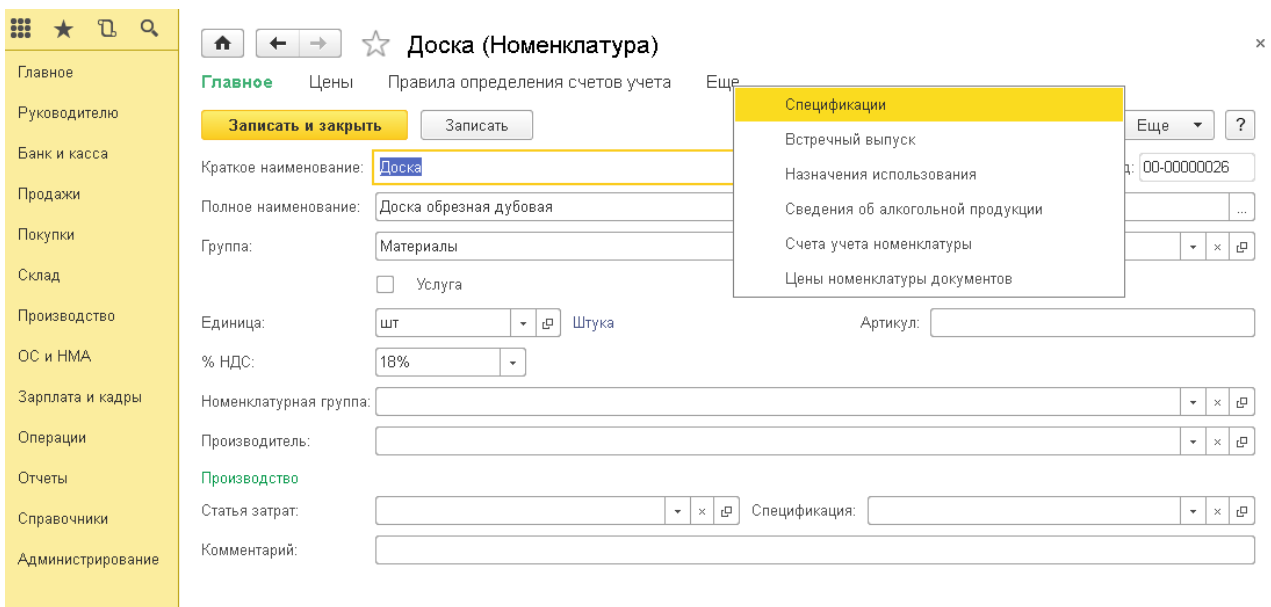 Доска (Номенклатура)
Главное
Руководителю
Банк и касса
Продажи
Покупки
Склад
Производство
ОС и НМА
Зарплата и кадры
Операции
Отчеты
Справочники
Администрирование
Главное Цены Правила определения счетов учета Еще
Записать и закрыть Записать Еще ?
Спецификации
Встречный выпуск
Назначения использования
Сведения об алкогольной продукции
Счета учета номенклатуры
Цены номенклатуры документов
Краткое наименование: Доска 00-00000026
Полное наименование: Доска обрезная дубовая ...
Группа: Материалы
Услуга
Единица: шт Штука Артикул:
% НДС: 18%
Номенклатурная группа:
Производитель:
Производство
Статья затрат: Спецификация:
Комментарий: